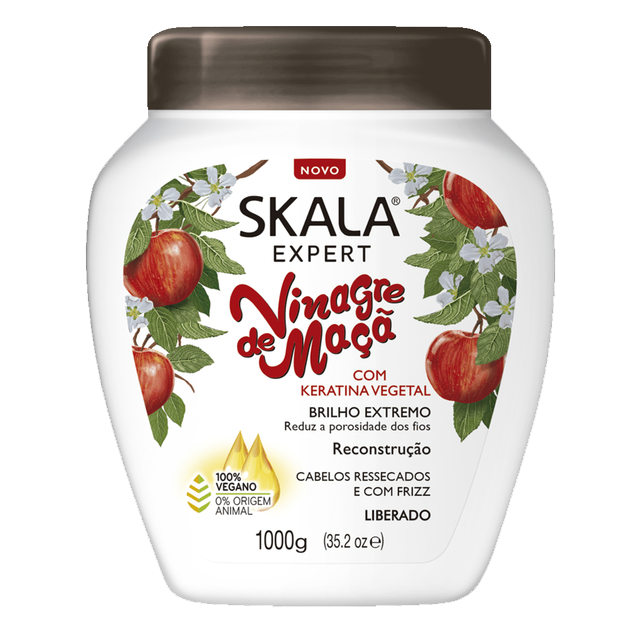 NOVO
SKALA®
EXPERT
Vinagre
de Maçã
COM
KERATINA VEGETAL
BRILHO EXTREMO
Reduz a porosidade dos fios
Reconstrução
100%
VEGANO
0% ORIGEM
ANIMAL
CABELOS RESSECADOS
E COM FRIZZ
LIBERADO
1000g (35.2 oz ℮)